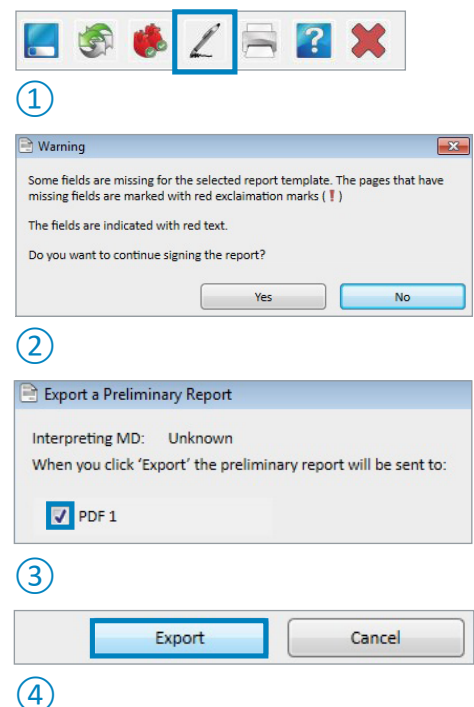 ?
①
Warning
Some fields are missing for the selected report template. The pages that have
missing fields are marked with red exclaimation marks ( ! )
The fields are indicated with red text.
Do you want to continue signing the report?
Yes No
②
Export a Preliminary Report
Interpreting MD: Unknown
When you click ‘Export’ the preliminary report will be sent to:
PDF 1
③
Export Cancel
④